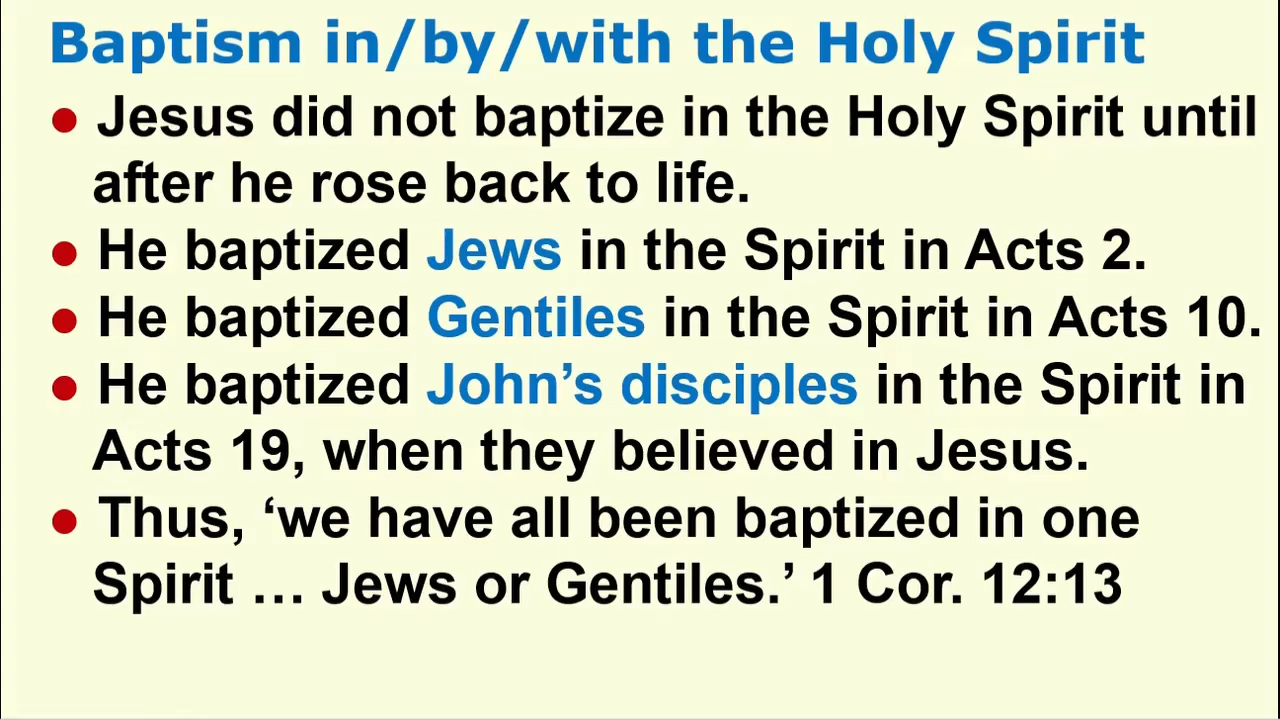 Baptism in/by/with the Holy Spirit
● Jesus did not baptize in the Holy Spirit until
after he rose back to life.
● He baptized Jews in the Spirit in Acts 2.
● He baptized Gentiles in the Spirit in Acts 10.
● He baptized John’s disciples in the Spirit in
Acts 19, when they believed in Jesus.
● Thus, ‘we have all been baptized in one
Spirit … Jews or Gentiles.’ 1 Cor. 12:13